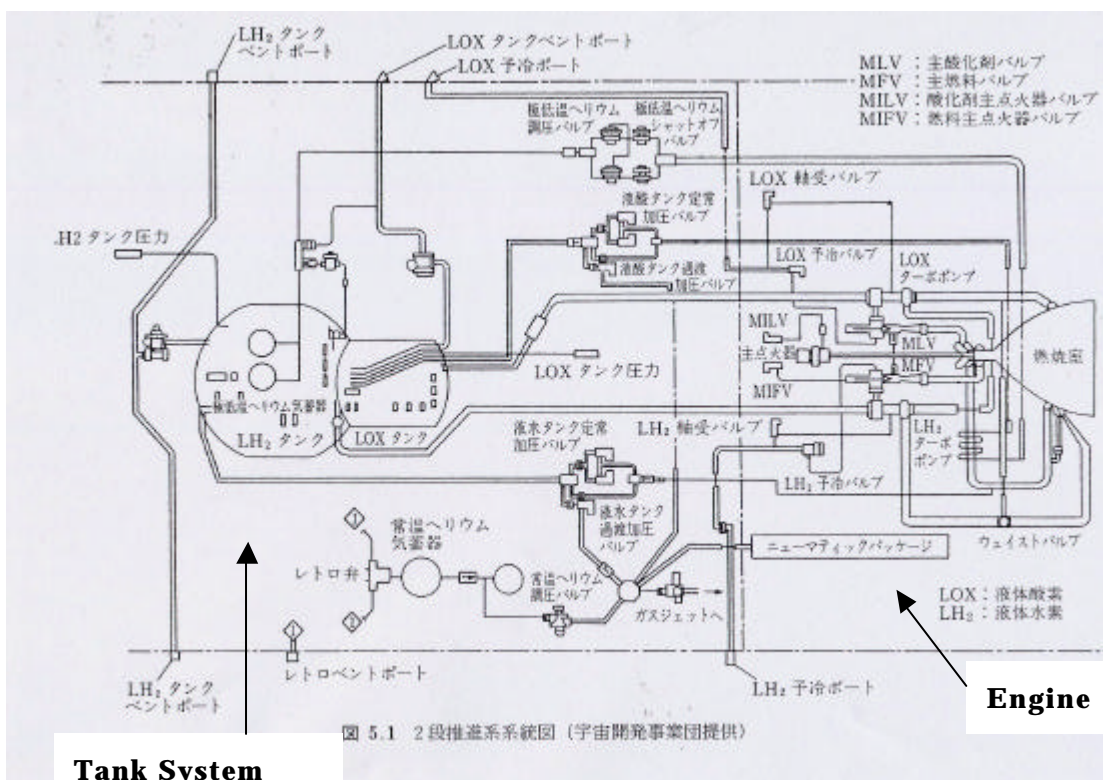 LH₂ タンク
ベントポート
LOX タンクベントポート
LOX 予冷ポート
MLV：主酸化剤バルブ
MFV：主燃料バルブ
MILV：酸化剤主点火器バルブ
MIFV：燃料主点火器バルブ
極低温ヘリウム
調圧バルブ
極低温ヘリウム
シャットオフ
バルブ
LOX 軸受バルブ
液酸タンク定常
加圧バルブ
.H2 タンク圧力
LOX 予冷バルブ
LOX
ターボポンプ
液酸タンク過渡
加圧バルブ
MILV
主点火器
MLV
MFV
燃焼室
LOX タンク圧力
MIFV
極低温ヘリウム気蓄器
LH₂ タンク
LOX タンク
液水タンク定常
加圧バルブ
LH₂ 軸受バルブ
LH₂
ターボ
ポンプ
LH₂ 予冷バルブ
常温ヘリウム
気蓄器
液水タンク
過渡加圧
バルブ
ニューマティックパッケージ
ウェイストバルブ
レトロ弁
常温ヘリウム
調圧バルブ
ガスジェットへ
LOX：液体酸素
LH₂：液体水素
LH₂ タンク
ベントポート
レトロベントポート
LH₂ 予冷ポート
Engine
図 5.1 2段推進系系統図（宇宙開発事業団提供）
Tank System